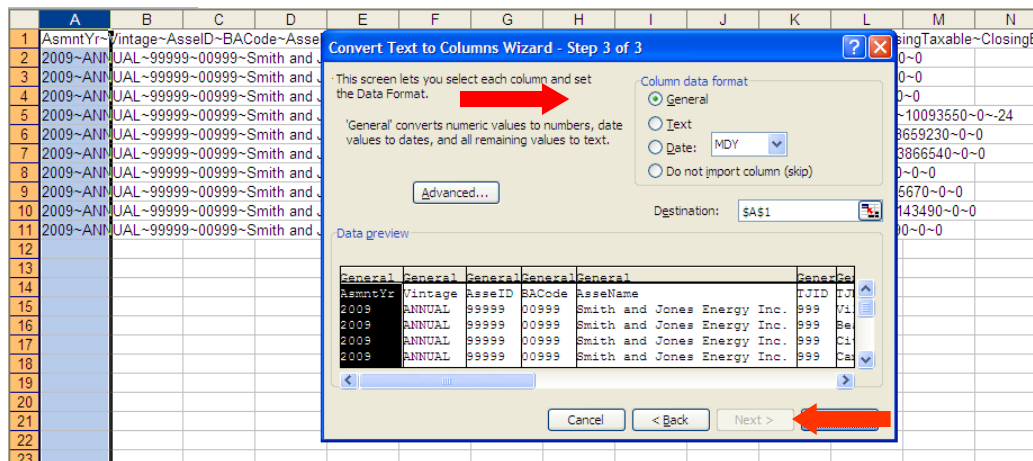 A B C D E F G H I J K L M N
1 AsmntYr~Vintage~AsseID~BACode~Asse singTaxable~ClosingE
2 2009~ANNUAL~99999~00999~Smith and J 0~0
3 2009~ANNUAL~99999~00999~Smith and J ~0
4 2009~ANNUAL~99999~00999~Smith and J 0~0
5 2009~ANNUAL~99999~00999~Smith and J ~10093550~0~-24
6 2009~ANNUAL~99999~00999~Smith and J 3659230~0~0
7 2009~ANNUAL~99999~00999~Smith and J 3866540~0~0
8 2009~ANNUAL~99999~00999~Smith and J 0~0~0
9 2009~ANNUAL~99999~00999~Smith and J 5670~0~0
10 2009~ANNUAL~99999~00999~Smith and J 143490~0~0
11 2009~ANNUAL~99999~00999~Smith and J 90~0~0
12
13
14
15
16
17
18
19
20
21
22
23
Convert Text to Columns Wizard - Step 3 of 3
This screen lets you select each column and set
the Data Format.
'General' converts numeric values to numbers, date
values to dates, and all remaining values to text.
Advanced...
Column data format
General
Text
Date: MDY
Do not import column (skip)
Destination: $A$1
Data preview
General General General General General Gener Ge
AsmntYr Vintage AsseID BACode AsseName TJID TJ
2009 ANNUAL 99999 00999 Smith and Jones Energy Inc. 999 Vi
2009 ANNUAL 99999 00999 Smith and Jones Energy Inc. 999 Be
2009 ANNUAL 99999 00999 Smith and Jones Energy Inc. 999 Ci
2009 ANNUAL 99999 00999 Smith and Jones Energy Inc. 999 Ca
Cancel < Back Next >